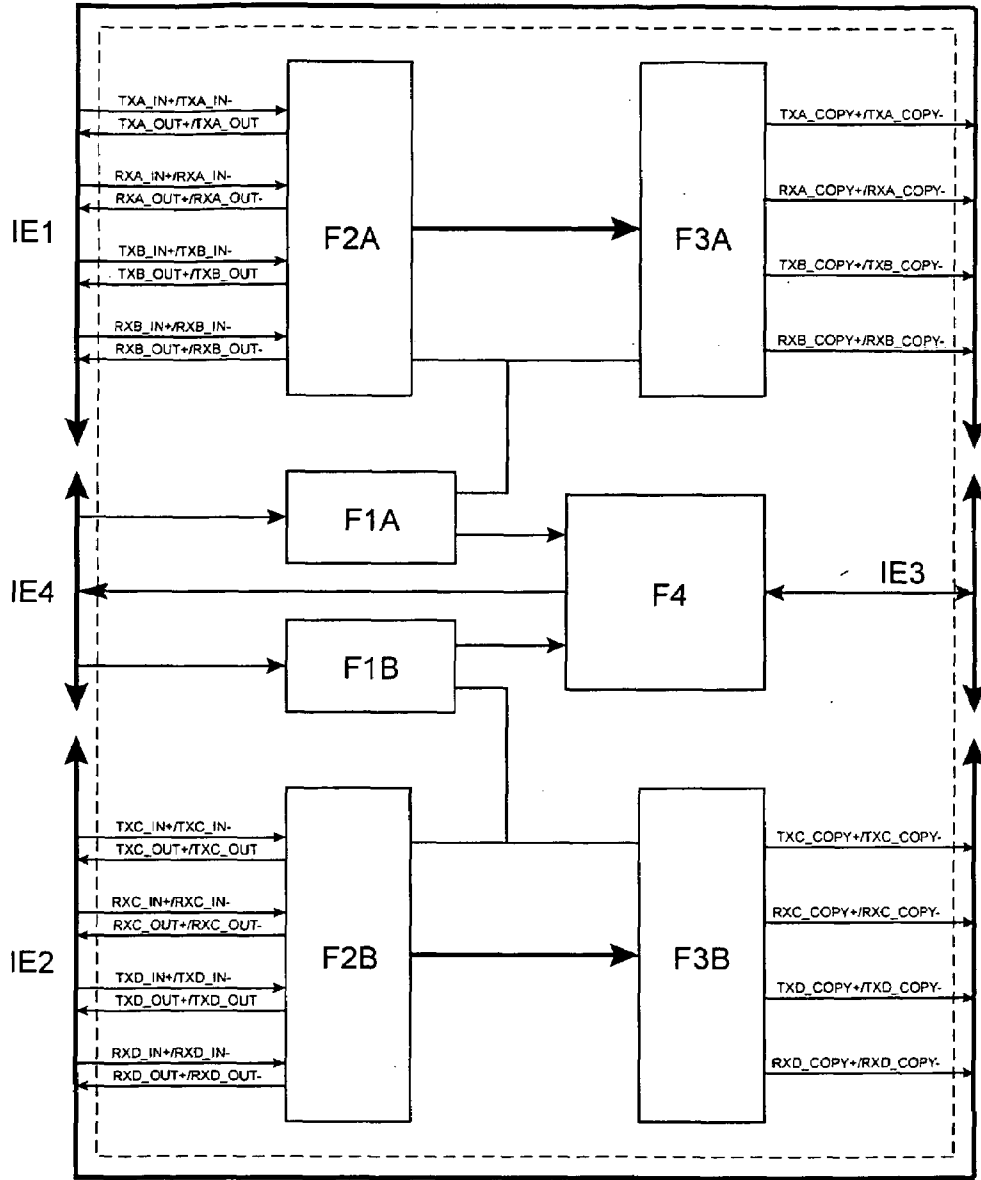 TXA_IN+/TXA_IN-
TXA_OUT+/TXA_OUT
RXA_IN+/RXA_IN-
RXA_OUT+/RXA_OUT-
TXB_IN+/TXB_IN-
TXB_OUT+/TXB_OUT
RXB_IN+/RXB_IN-
RXB_OUT+/RXB_OUT-
IE1
F2A
F3A
TXA_COPY+/TXA_COPY-
RXA_COPY+/RXA_COPY-
TXB_COPY+/TXB_COPY-
RXB_COPY+/RXB_COPY-
F1A
IE4
F4
IE3
F1B
TXC_IN+/TXC_IN-
TXC_OUT+/TXC_OUT
RXC_IN+/RXC_IN-
RXC_OUT+/RXC_OUT-
TXD_IN+/TXD_IN-
TXD_OUT+/TXD_OUT
RXD_IN+/RXD_IN-
RXD_OUT+/RXD_OUT-
IE2
F2B
F3B
TXC_COPY+/TXC_COPY-
RXC_COPY+/RXC_COPY-
TXD_COPY+/TXD_COPY-
RXD_COPY+/RXD_COPY-